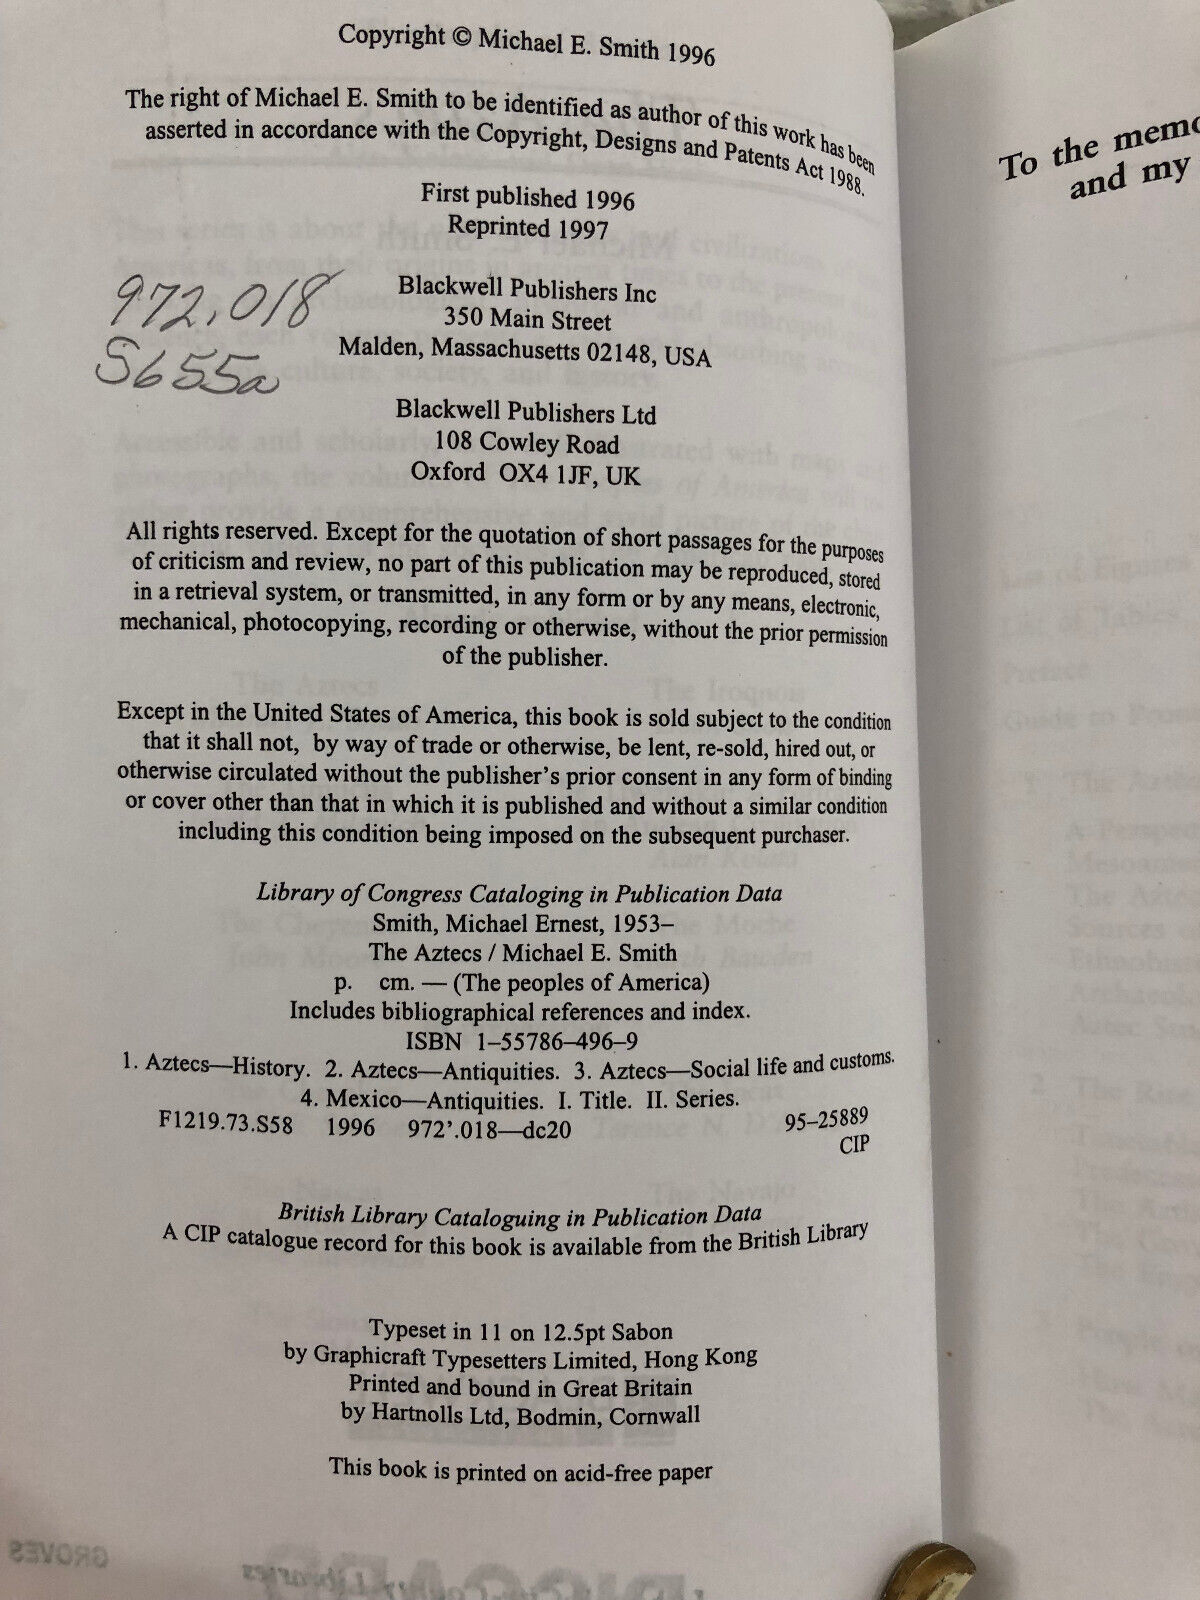 Copyright © Michael E. Smith 1996
The right of Michael E. Smith to be identified as author of this work has been
asserted in accordance with the Copyright, Designs and Patents Act 1988.
First published 1996
Reprinted 1997
972.018
S655a
Blackwell Publishers Inc
350 Main Street
Malden, Massachusetts 02148, USA
Blackwell Publishers Ltd
108 Cowley Road
Oxford OX4 1JF, UK
All rights reserved. Except for the quotation of short passages for the purposes
of criticism and review, no part of this publication may be reproduced, stored
in a retrieval system, or transmitted, in any form or by any means, electronic,
mechanical, photocopying, recording or otherwise, without the prior permission
of the publisher.
Except in the United States of America, this book is sold subject to the condition
that it shall not, by way of trade or otherwise, be lent, re-sold, hired out, or
otherwise circulated without the publisher's prior consent in any form of binding
or cover other than that in which it is published and without a similar condition
including this condition being imposed on the subsequent purchaser.
Library of Congress Cataloging in Publication Data
Smith, Michael Ernest, 1953–
The Aztecs / Michael E. Smith
p. cm. — (The peoples of America)
Includes bibliographical references and index.
ISBN 1–55786–496–9
1. Aztecs—History. 2. Aztecs—Antiquities. 3. Aztecs—Social life and customs.
4. Mexico—Antiquities. I. Title. II. Series.
F1219.73.S58 1996 972'.018—dc20 95–25889
CIP
British Library Cataloguing in Publication Data
A CIP catalogue record for this book is available from the British Library
Typeset in 11 on 12.5pt Sabon
by Graphicraft Typesetters Limited, Hong Kong
Printed and bound in Great Britain
by Hartnolls Ltd, Bodmin, Cornwall
This book is printed on acid-free paper
GROVES
To the
and my